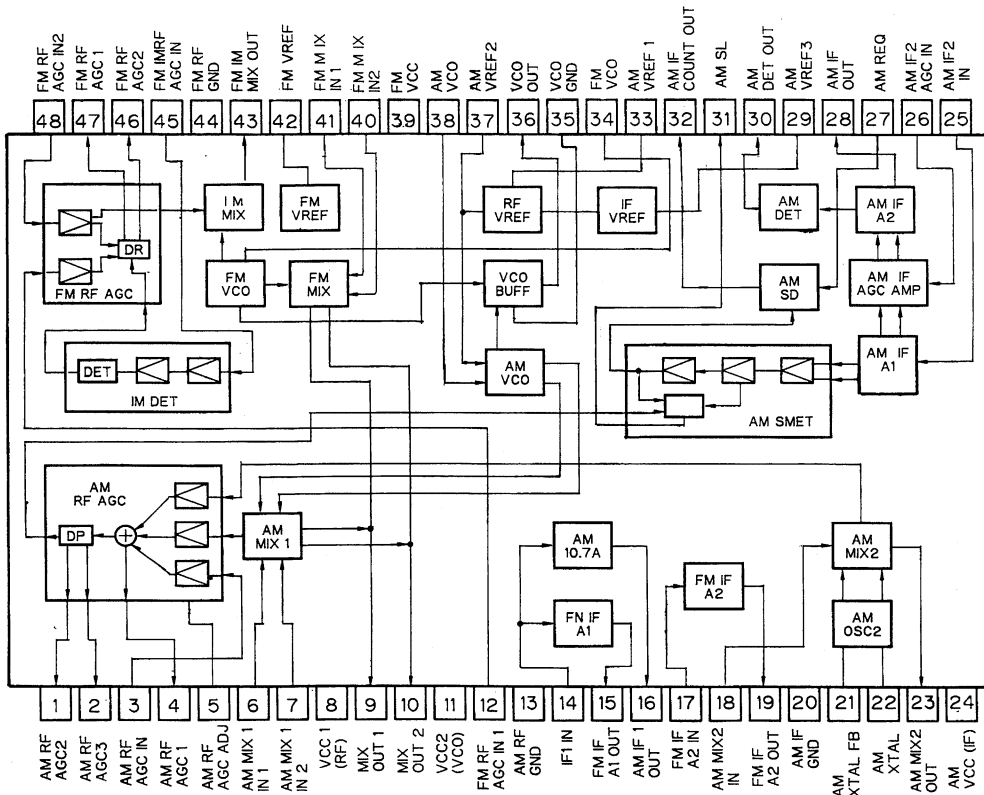 FM RF
AGC IN2
FM RF
AGC 1
FM RF
AGC2
FM IMRF
AGC IN
FM RF
GND
FM IM
MIX OUT
FM VREF
FM M IX
IN 1
FM M IX
IN2
FM
VCC
AM
VCO
AM
VREF2
VCO
OUT
VCO
GND
FM
VCO
AM
VREF 1
AM IF
COUNT OUT
AM SL
AM
DET OUT
AM
VREF3
AM IF
OUT
AM REQ
AM IF2
AGC IN
AM IF2
IN
48 47 46 45 44 43 42 41 40 3.9 38 37 36 35 34 33 32 31 30 29 28 27 26 25
DR
FM RF AGC
I M
MIX
FM
VREF
FM
VCO
FM
MIX
RF
VREF
IF
VREF
VCO
BUFF
AM
VCO
AM
DET
AM IF
A2
AM
SD
AM IF
AGC AMP
AM IF
A1
DET
IM DET
AM SMET
AM
RF AGC
DP
AM
MIX 1
AM
10.7A
FN IF
A1
FM IF
A2
AM
MIX2
AM
OSC2
1 2 3 4 5 6 7 8 9 10 11 12 13 14 15 16 17 18 19 20 21 22 23 24
AM RF
AGC2
AM RF
AGC3
AM RF
AGC IN
AM RF
AGC 1
AM RF
AGC ADJ
AM MIX 1
IN 1
AM MIX 1
IN 2
VCC 1
(RF)
MIX
OUT 1
MIX
OUT 2
VCC2
(VCO)
FM RF
AGC IN 1
AM RF
GND
IF1 IN
FM IF
A1 OUT
AM IF 1
OUT
FM IF
A2 IN
AM MIX2
IN
FM IF
A2 OUT
AM IF
GND
AM
XTAL FB
AM
XTAL
AM MIX2
OUT
AM
VCC (IF)